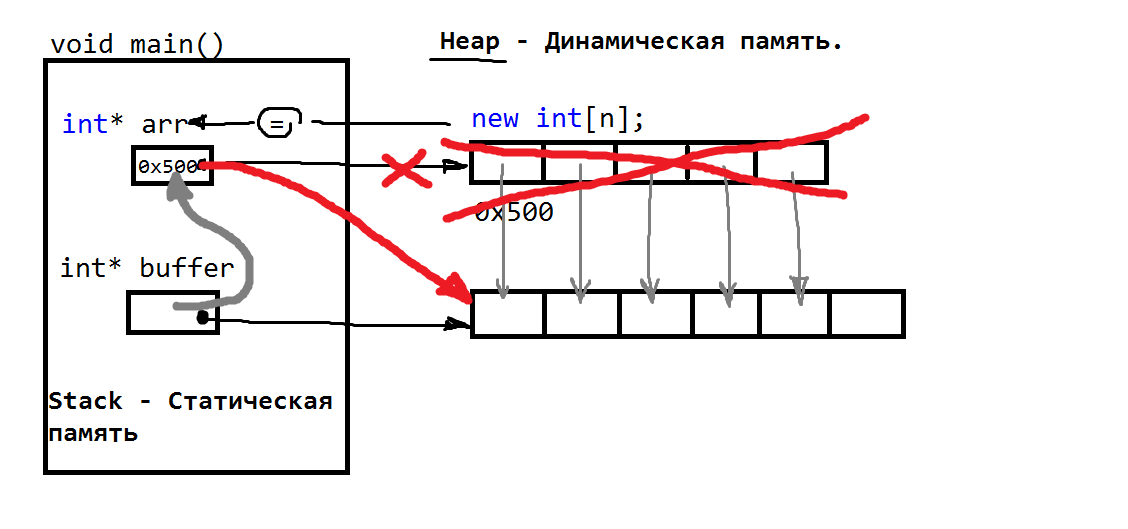 void main()
Heap - Динамическая память.
int* arr
=
new int[n];
0x500
0x500
int* buffer
Stack - Статическая
память